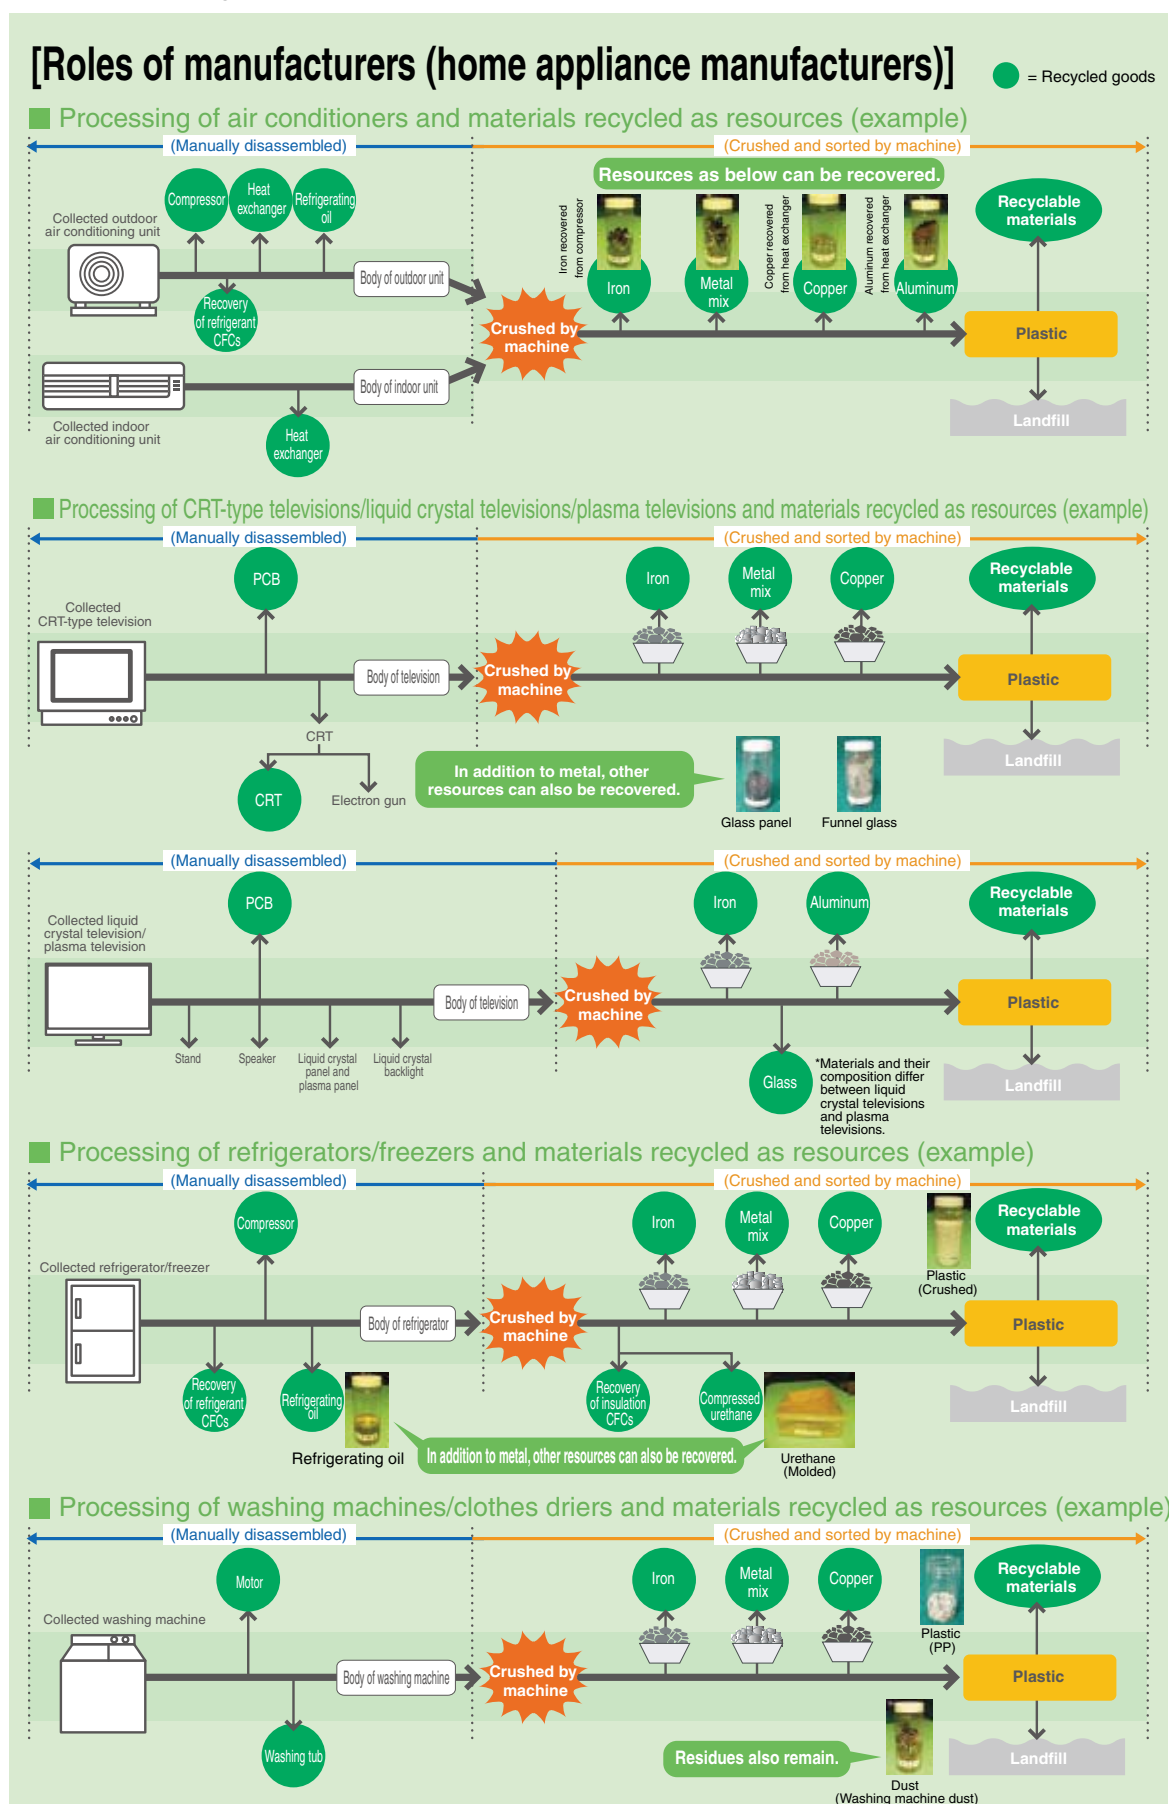 [Roles of manufacturers (home appliance manufacturers)]
= Recycled goods
Processing of air conditioners and materials recycled as resources (example)
(Manually disassembled)
(Crushed and sorted by machine)
Resources as below can be recovered.
Collected outdoor
air conditioning unit
Compressor
Heat
exchanger
Refrigerating
oil
Iron recovered
from compressor
Copper recovered
from heat exchanger
Aluminum recovered
from heat exchanger
Recyclable
materials
Body of outdoor unit
Iron
Metal
mix
Copper
Aluminum
Recovery
of refrigerant
CFCs
Crushed by
machine
Plastic
Body of indoor unit
Collected indoor
air conditioning unit
Heat
exchanger
Landfill
Processing of CRT-type televisions/liquid crystal televisions/plasma televisions and materials recycled as resources (example)
(Manually disassembled)
(Crushed and sorted by machine)
PCB
Iron
Metal
mix
Copper
Recyclable
materials
Collected
CRT-type television
Body of television
Crushed by
machine
Plastic
CRT
CRT
Electron gun
In addition to metal, other
resources can also be recovered.
Glass panel
Funnel glass
Landfill
(Manually disassembled)
(Crushed and sorted by machine)
PCB
Iron
Aluminum
Recyclable
materials
Collected liquid
crystal television/
plasma television
Body of television
Crushed by
machine
Plastic
Stand
Speaker
Liquid crystal
panel and
plasma panel
Liquid crystal
backlight
Glass
*Materials and their
composition differ
between liquid
crystal televisions
and plasma
televisions.
Landfill
Processing of refrigerators/freezers and materials recycled as resources (example)
(Manually disassembled)
(Crushed and sorted by machine)
Compressor
Iron
Metal
mix
Copper
Recyclable
materials
Collected refrigerator/freezer
Plastic
(Crushed)
Body of refrigerator
Crushed by
machine
Plastic
Recovery
of refrigerant
CFCs
Refrigerating
oil
Recovery
of insulation
CFCs
Compressed
urethane
Landfill
Refrigerating oil
In addition to metal, other resources can also be recovered.
Urethane
(Molded)
Processing of washing machines/clothes driers and materials recycled as resources (example)
(Manually disassembled)
(Crushed and sorted by machine)
Motor
Iron
Metal
mix
Copper
Recyclable
materials
Collected washing machine
Plastic
(PP)
Body of washing machine
Crushed by
machine
Plastic
Washing tub
Residues also remain.
Landfill
Dust
(Washing machine dust)